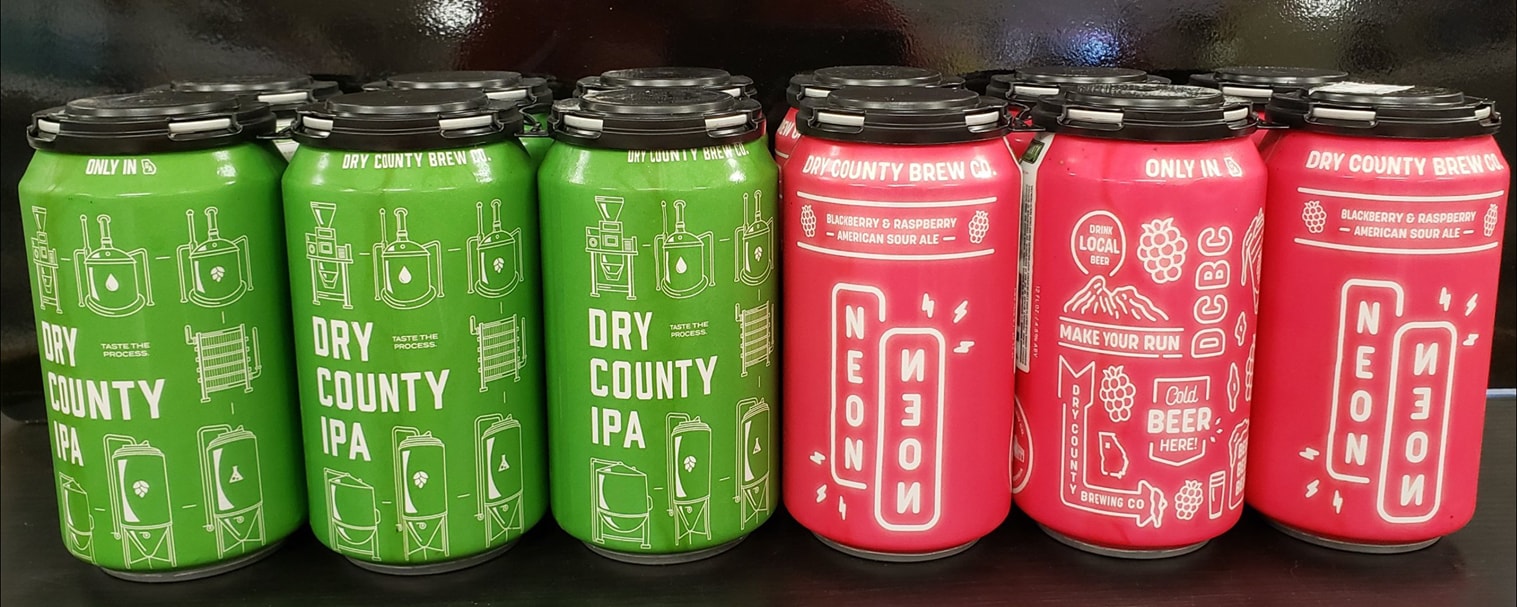 ONLY IN
DRY
COUNTY
IPA
TASTE THE
PROCESS.
DRY COUNTY BREW CO.
DRY
COUNTY
IPA
TASTE THE
PROCESS.
DRY COUNTY BREW CO.
DRY
COUNTY
IPA
TASTE THE
PROCESS.
DRY COUNTY BREW CO.
BLACKBERRY & RASPBERRY
AMERICAN SOUR ALE
NEON
NEON
ONLY IN
DRINK
LOCAL
BEER
DCBC
MAKE YOUR RUN
DRY COUNTY
BREWING CO
Cold
BEER
HERE!
DRY COUNTY BREW CO.
BLACKBERRY & RASPBERRY
AMERICAN SOUR ALE
NEON
NEON